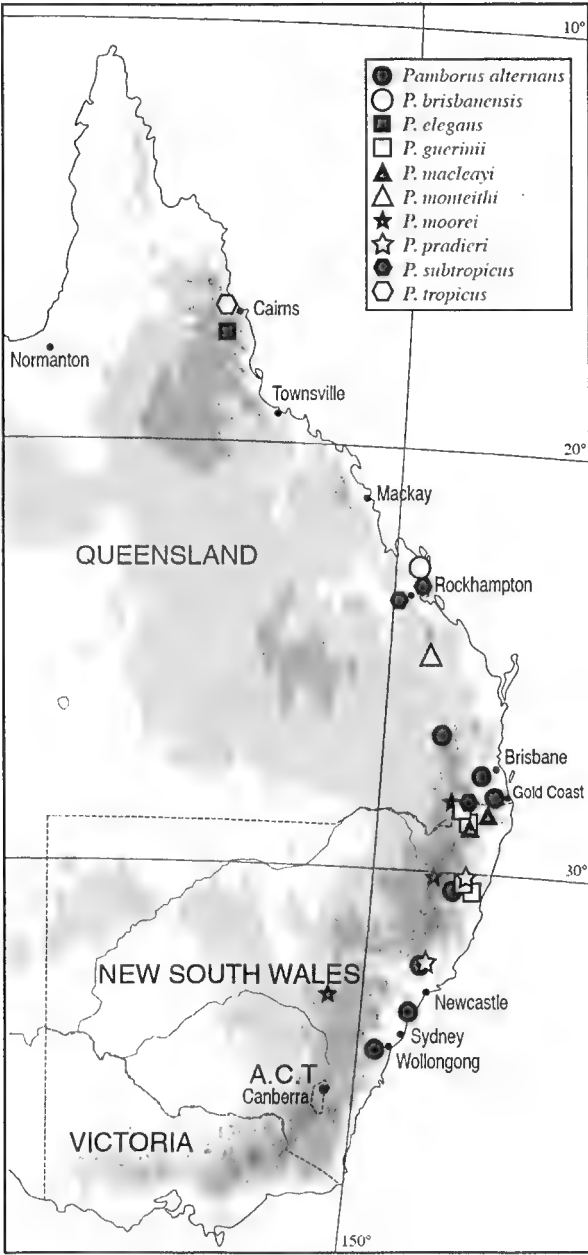 10°
Pamborus alternans
P. brisbanensis
P. elegans
P. guerinii
P. macleayi
P. monteithi
P. moorei
P. pradieri
P. subtropicus
P. tropicus
Cairns
Normanton
Townsville
20°
Mackay
QUEENSLAND
Rockhampton
Brisbane
Gold Coast
30°
NEW SOUTH WALES
Newcastle
Sydney
Wollongong
A.C.T
Canberra
VICTORIA
150°